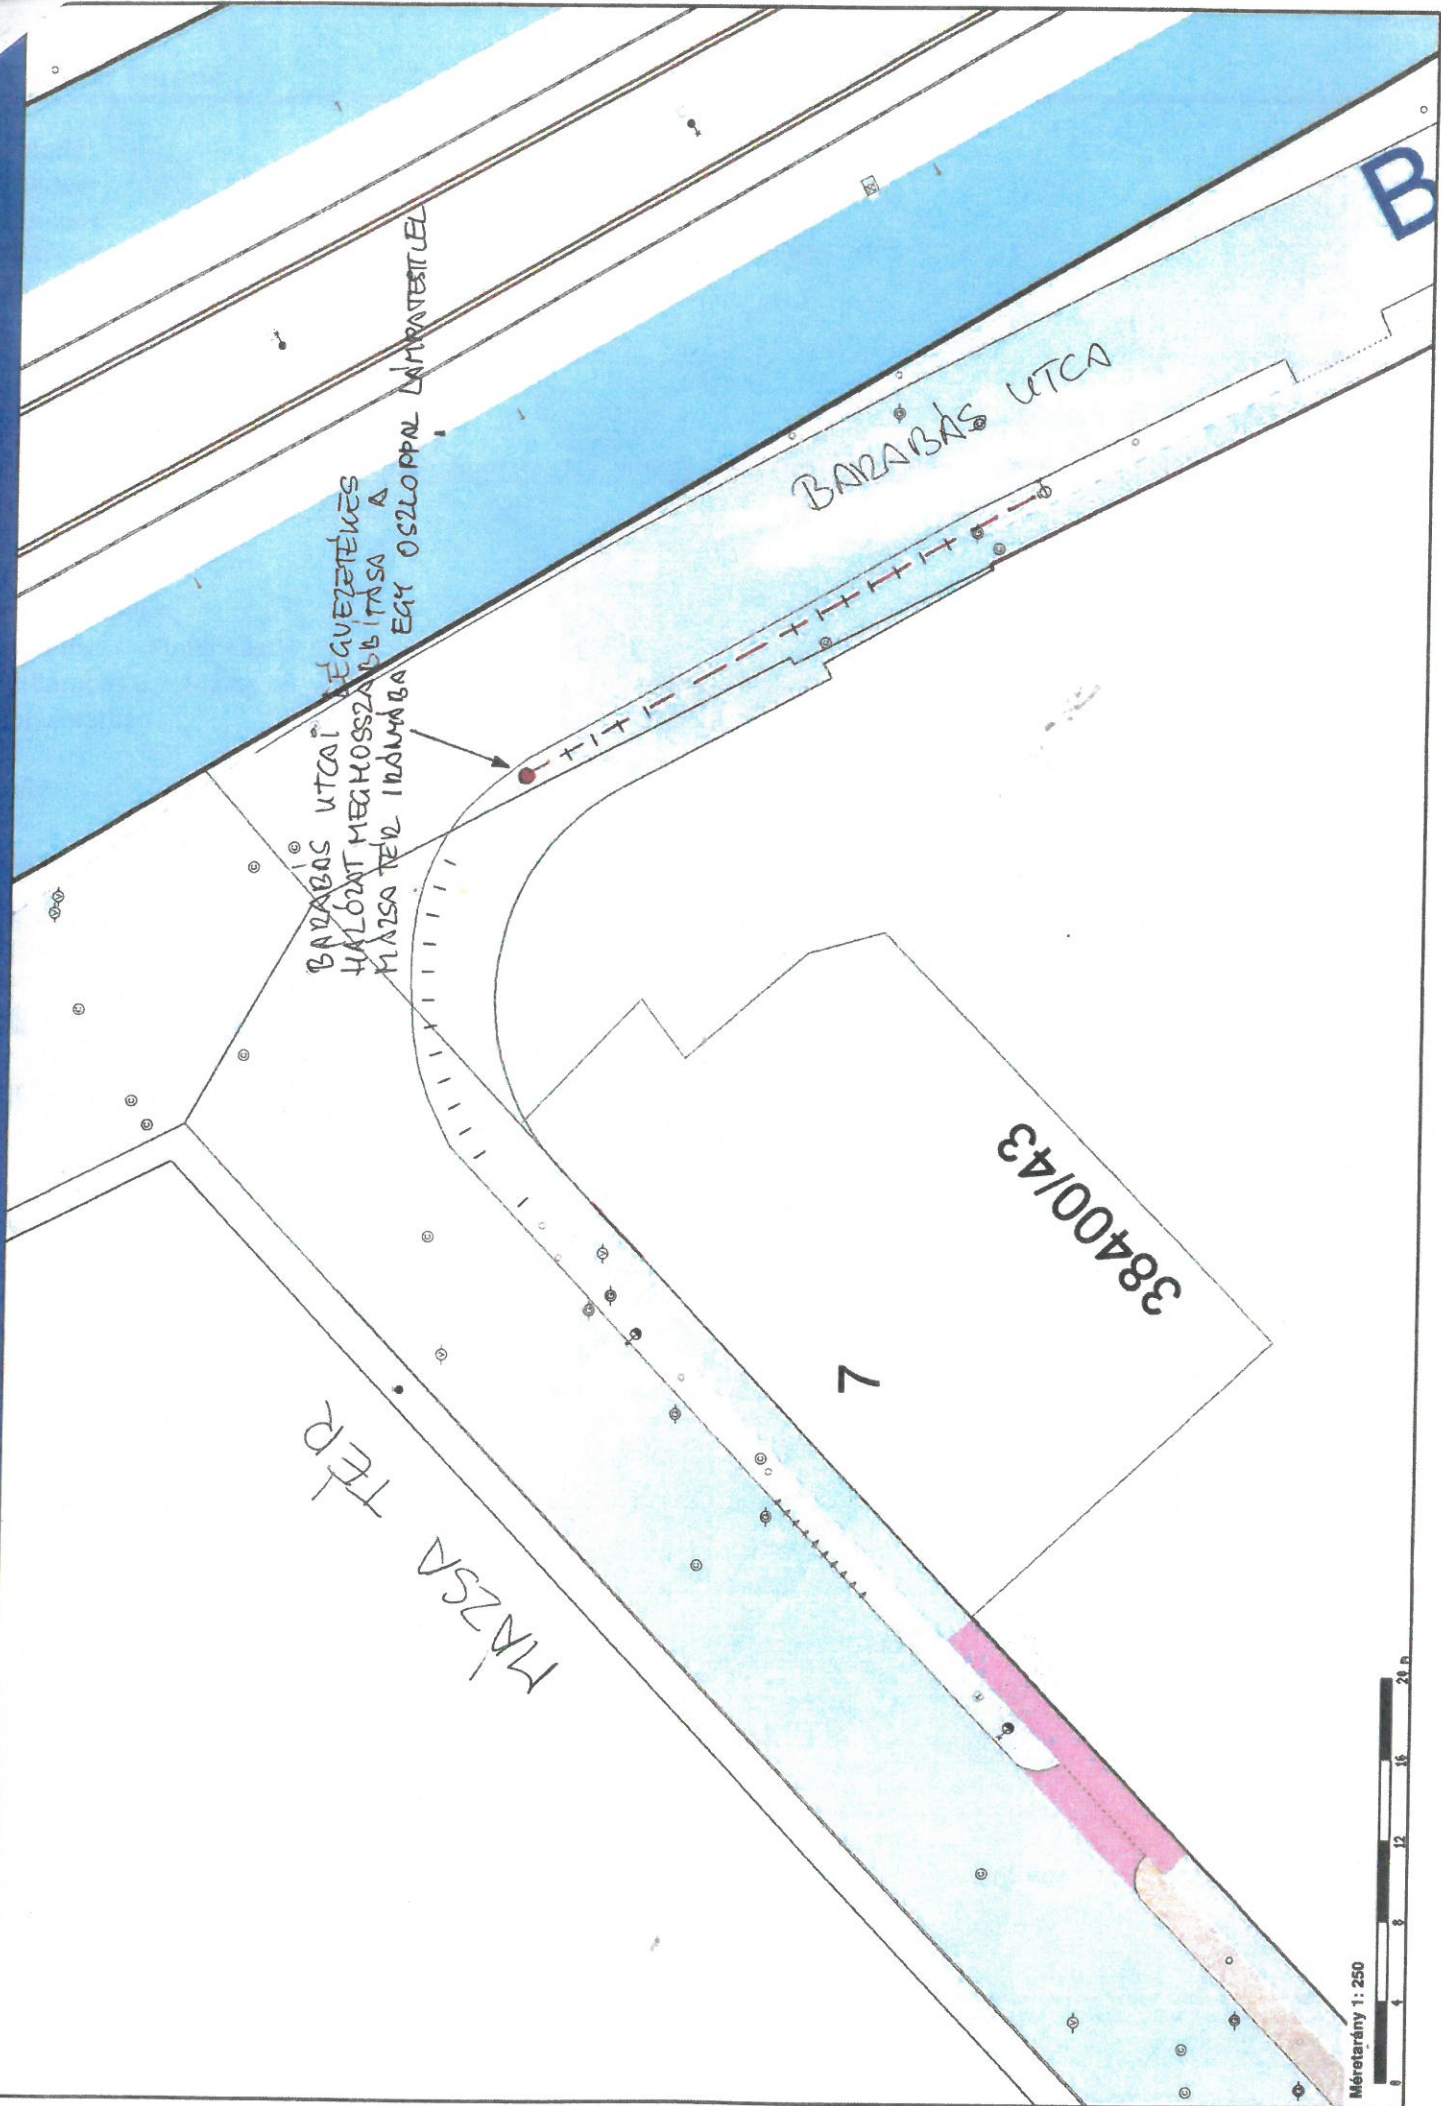 BARABÁS UTCAI LÉGVEZETÉKES
HÁLÓZAT MEGHOSSZABBÍTÁSA A
MÁZSA TÉR IRÁNYÁBA EGY OSZLOPPAL LÁMPATESTTEL
BARABÁS UTCA
B
MÁZSA TÉR
7
38400/43
Méretarány 1: 250
0 4 8 12 16 20 m